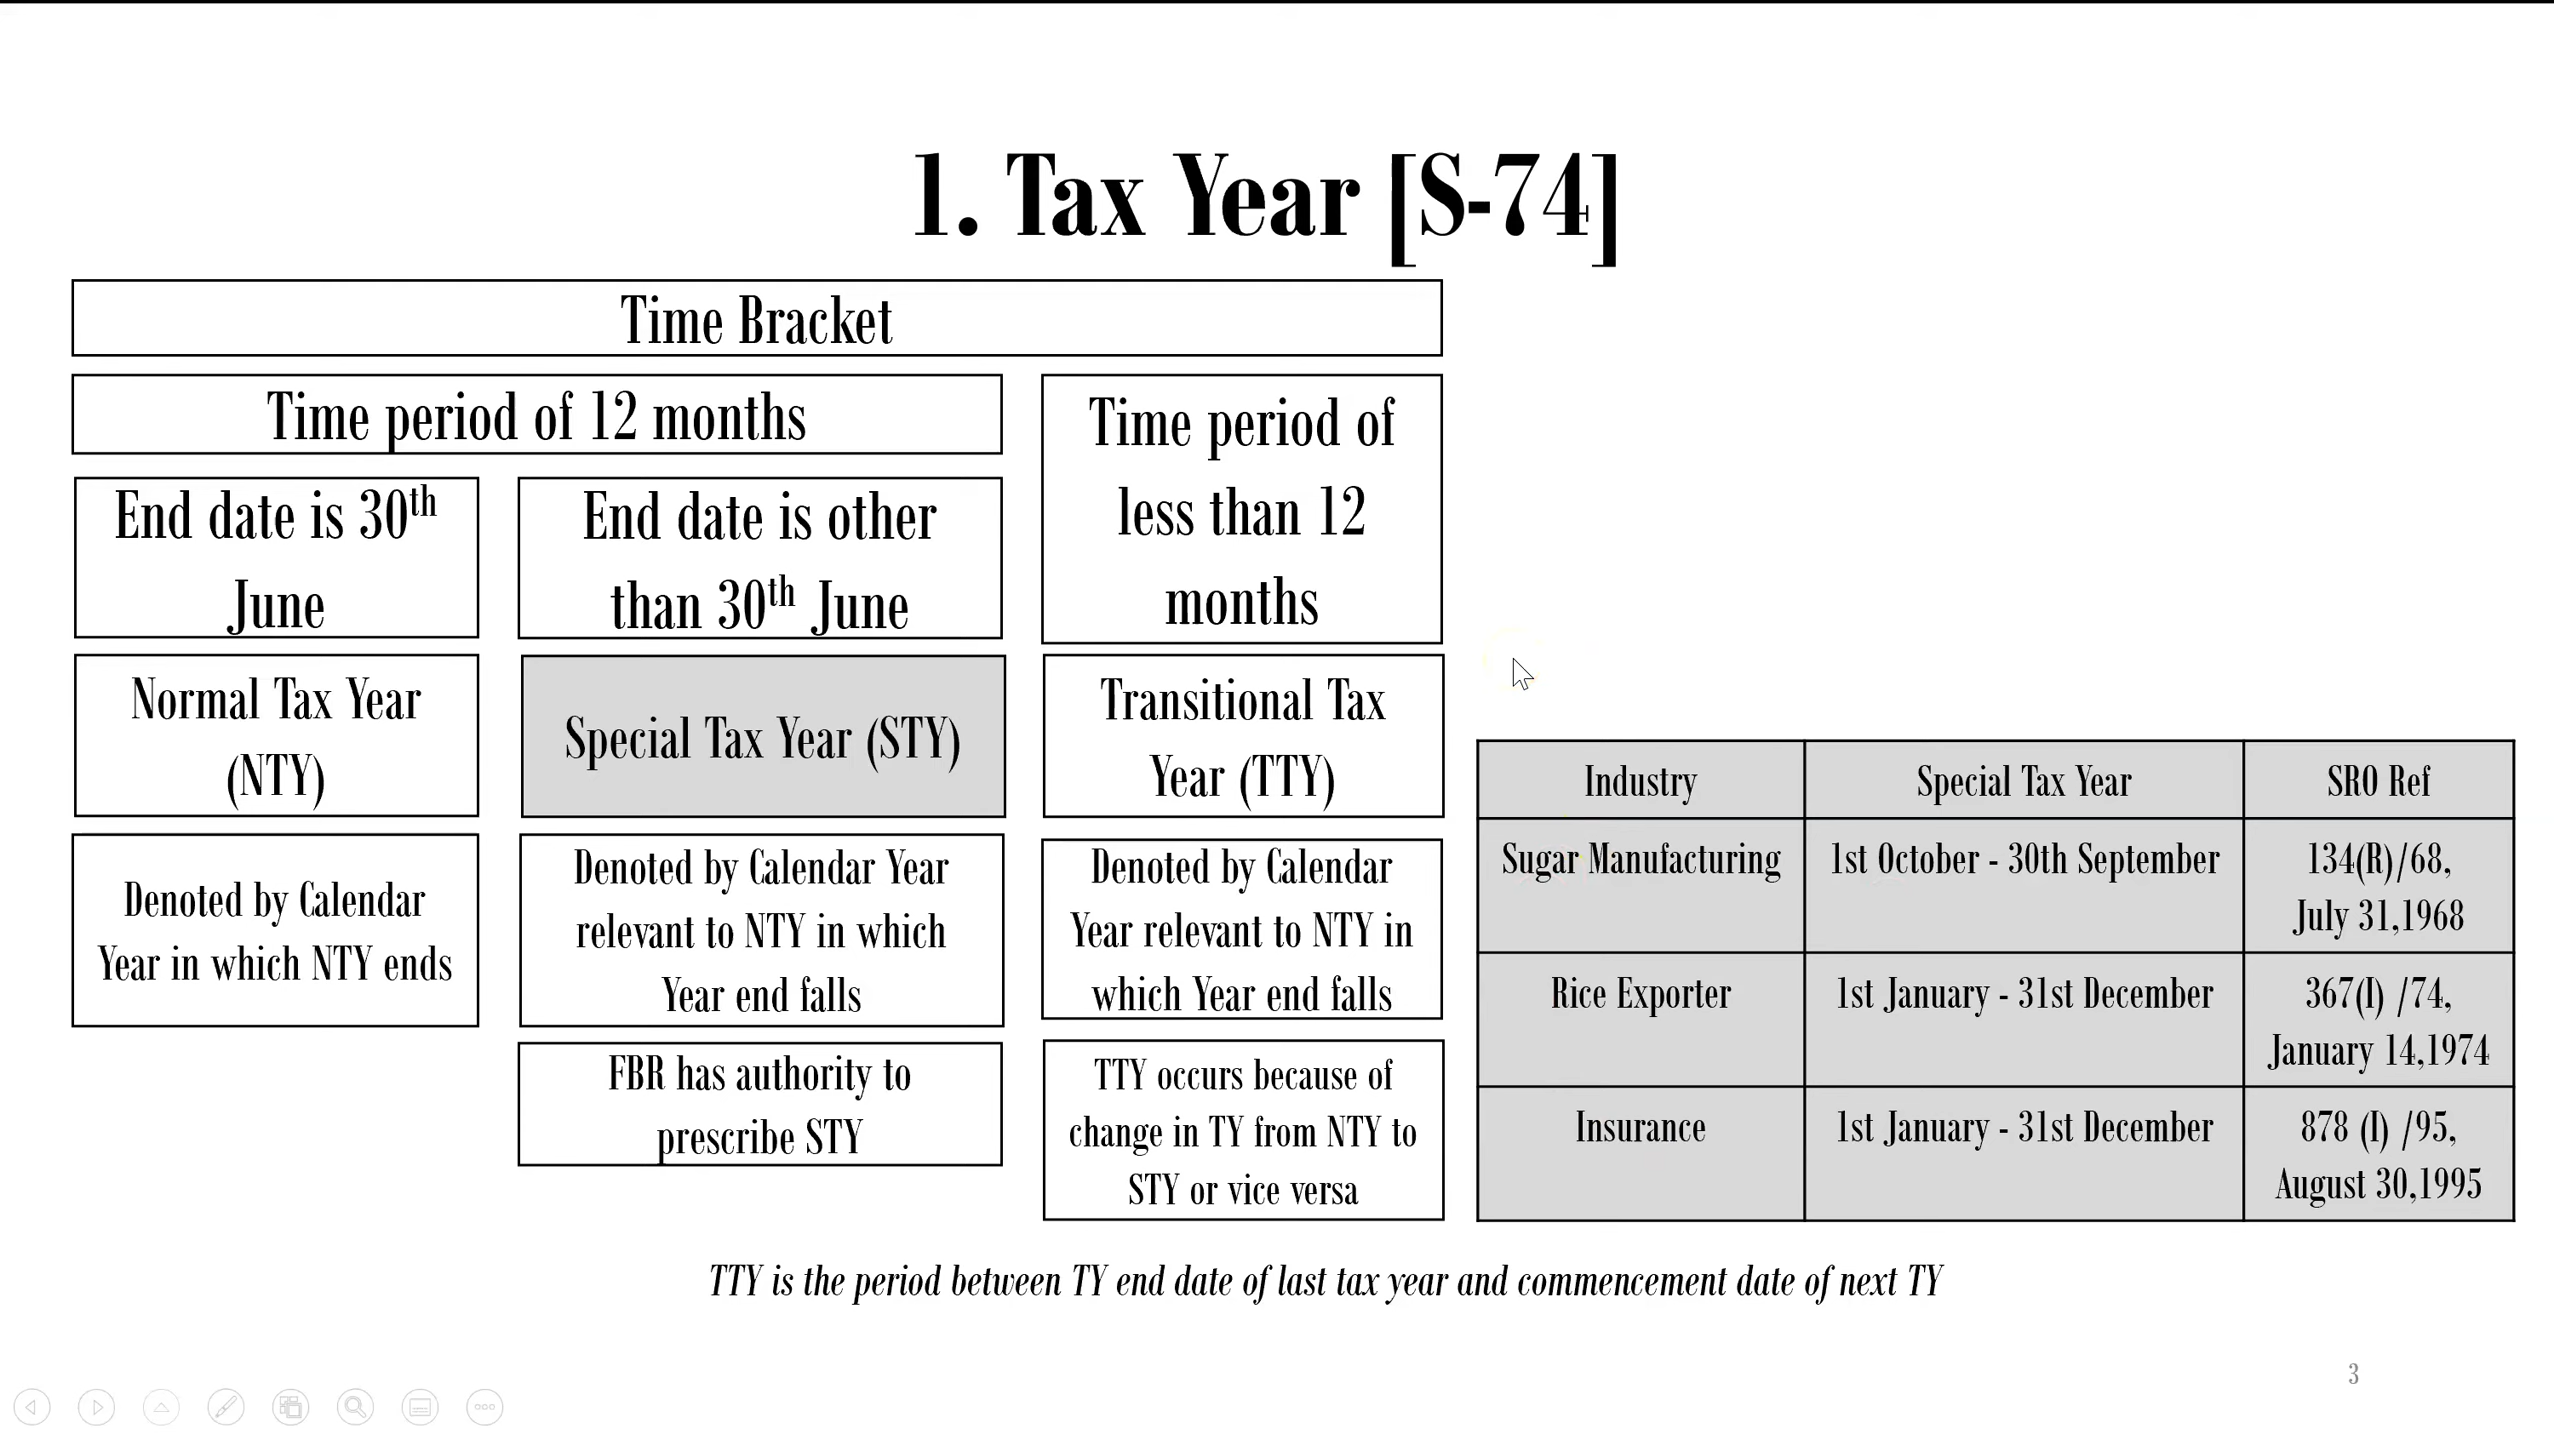 1. Tax Year [S-74]
Time Bracket
Time period of 12 months
Time period of
less than 12
months
End date is 30th
June
End date is other
than 30th June
Normal Tax Year
(NTY)
Special Tax Year (STY)
Transitional Tax
Year (TTY)
Denoted by Calendar
Year in which NTY ends
Denoted by Calendar Year
relevant to NTY in which
Year end falls
Denoted by Calendar
Year relevant to NTY in
which Year end falls
FBR has authority to
prescribe STY
TTY occurs because of
change in TY from NTY to
STY or vice versa
Industry Special Tax Year SRO Ref
Sugar Manufacturing 1st October - 30th September 134(R)/68,
July 31,1968
Rice Exporter 1st January - 31st December 367(I) /74,
January 14,1974
Insurance 1st January - 31st December 878 (I) /95,
August 30,1995
TTY is the period between TY end date of last tax year and commencement date of next TY
3